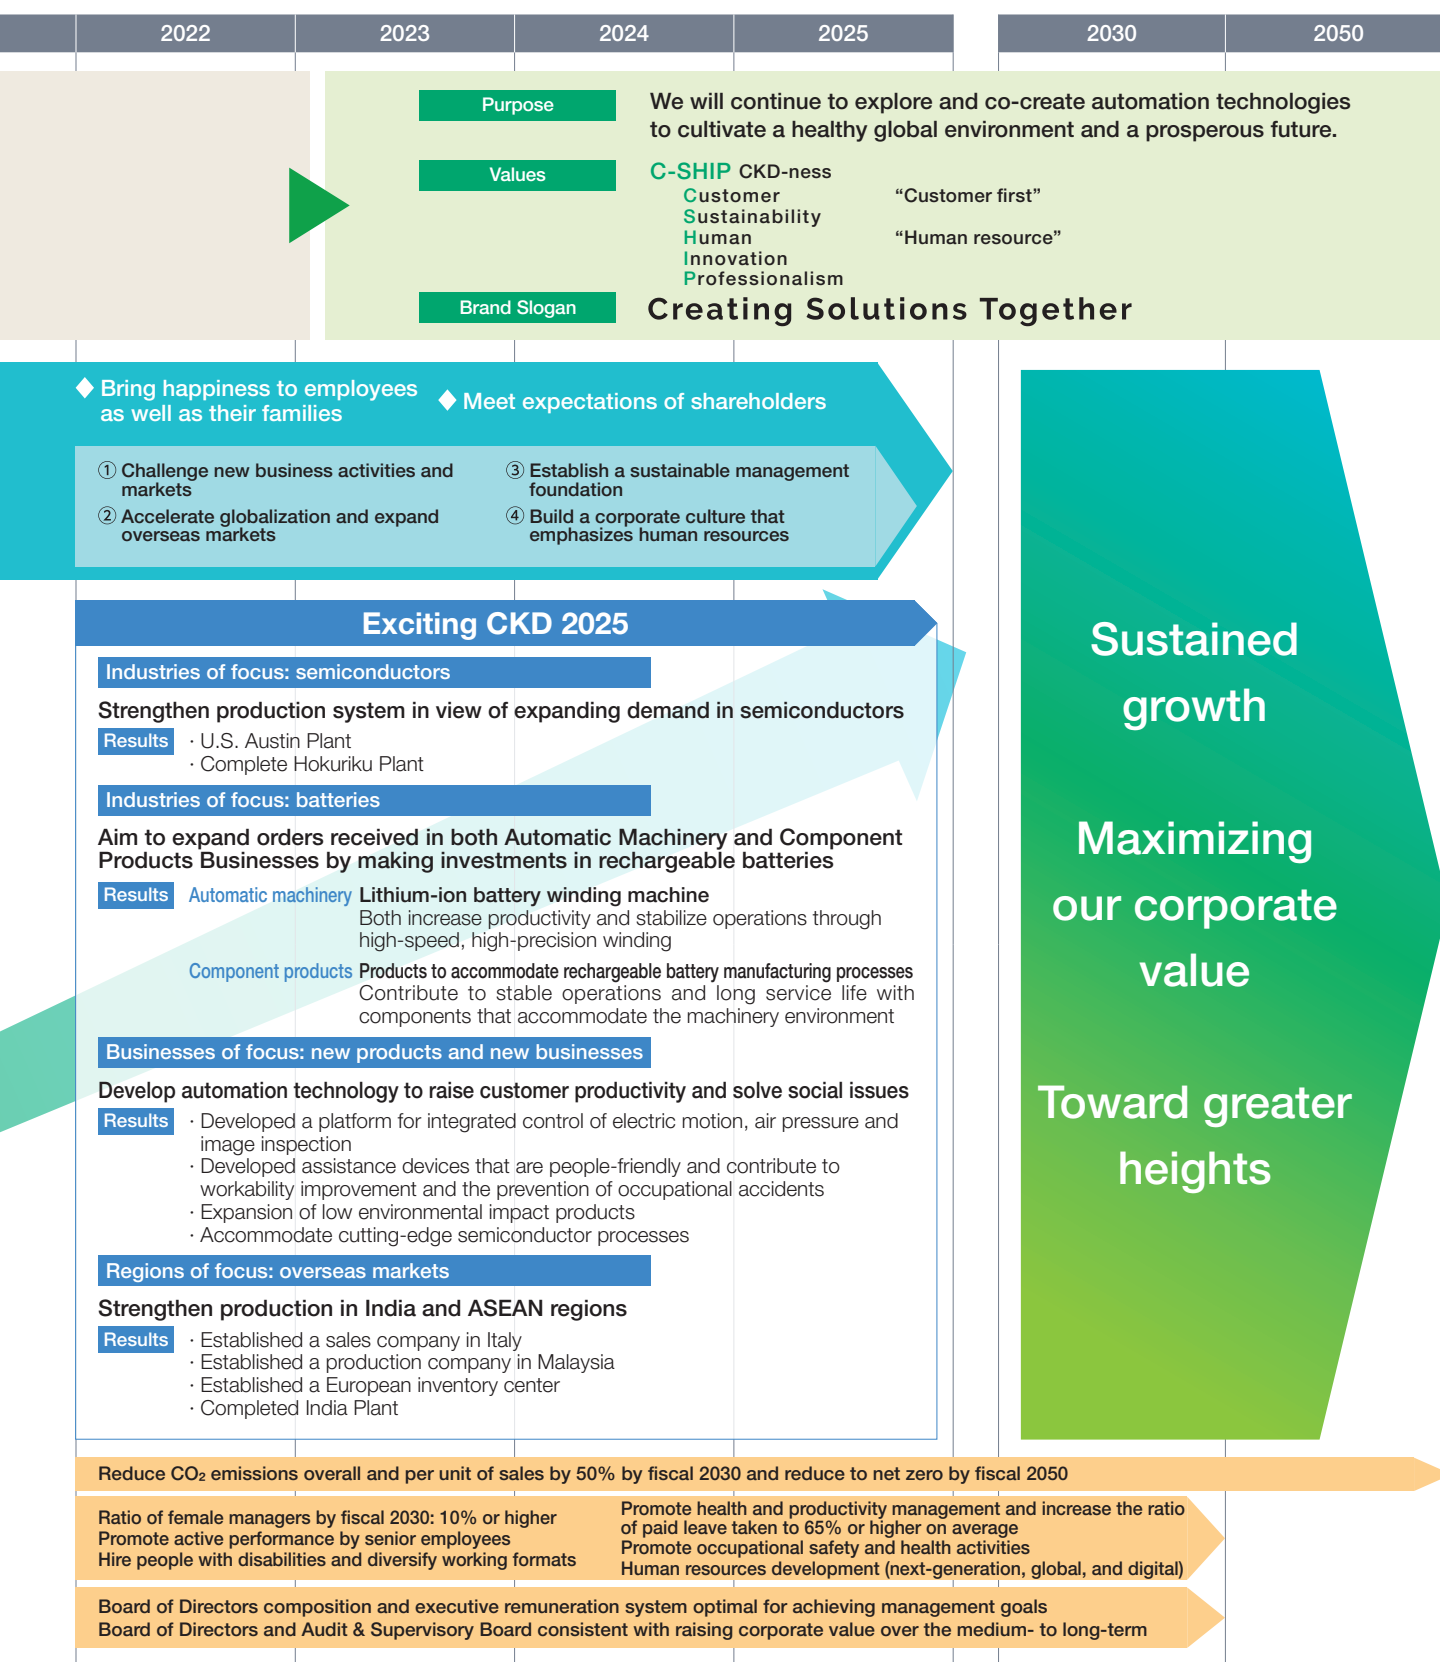 2022 2023 2024 2025 2030 2050
Purpose
We will continue to explore and co-create automation technologies
to cultivate a healthy global environment and a prosperous future.
Values
C-SHIP CKD-ness
Customer “Customer first”
Sustainability
Human “Human resource”
Innovation
Professionalism
Brand Slogan
Creating Solutions Together
Bring happiness to employees
as well as their families
Meet expectations of shareholders
① Challenge new business activities and
markets
② Accelerate globalization and expand
overseas markets
③ Establish a sustainable management
foundation
④ Build a corporate culture that
emphasizes human resources
Exciting CKD 2025
Industries of focus: semiconductors
Strengthen production system in view of expanding demand in semiconductors
Results
· U.S. Austin Plant
· Complete Hokuriku Plant
Industries of focus: batteries
Aim to expand orders received in both Automatic Machinery and Component
Products Businesses by making investments in rechargeable batteries
Results
Automatic machinery Lithium-ion battery winding machine
Both increase productivity and stabilize operations through
high-speed, high-precision winding
Component products Products to accommodate rechargeable battery manufacturing processes
Contribute to stable operations and long service life with
components that accommodate the machinery environment
Businesses of focus: new products and new businesses
Develop automation technology to raise customer productivity and solve social issues
Results
· Developed a platform for integrated control of electric motion, air pressure and
image inspection
· Developed assistance devices that are people-friendly and contribute to
workability improvement and the prevention of occupational accidents
· Expansion of low environmental impact products
· Accommodate cutting-edge semiconductor processes
Regions of focus: overseas markets
Strengthen production in India and ASEAN regions
Results
· Established a sales company in Italy
· Established a production company in Malaysia
· Established a European inventory center
· Completed India Plant
Sustained
growth
Maximizing
our corporate
value
Toward greater
heights
Reduce CO₂ emissions overall and per unit of sales by 50% by fiscal 2030 and reduce to net zero by fiscal 2050
Ratio of female managers by fiscal 2030: 10% or higher
Promote active performance by senior employees
Hire people with disabilities and diversify working formats
Promote health and productivity management and increase the ratio
of paid leave taken to 65% or higher on average
Promote occupational safety and health activities
Human resources development (next-generation, global, and digital)
Board of Directors composition and executive remuneration system optimal for achieving management goals
Board of Directors and Audit & Supervisory Board consistent with raising corporate value over the medium- to long-term